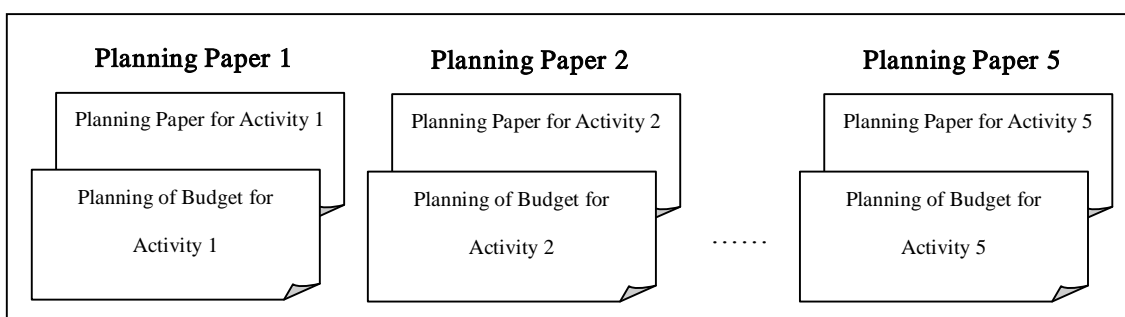 Planning Paper 1
Planning Paper for Activity 1
Planning of Budget for
Activity 1
Planning Paper 2
Planning Paper for Activity 2
Planning of Budget for
Activity 2
……
Planning Paper 5
Planning Paper for Activity 5
Planning of Budget for
Activity 5